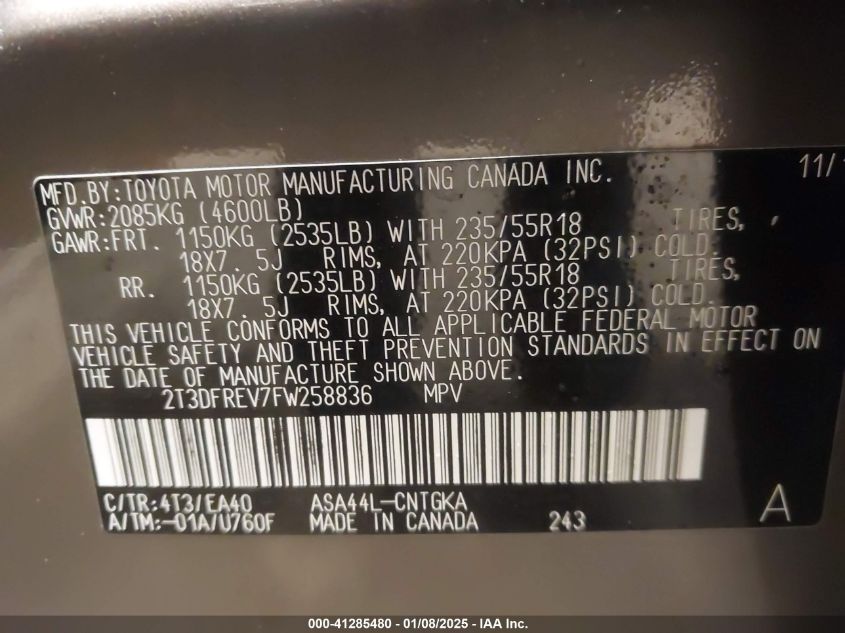 MFD.BY:TOYOTA MOTOR MANUFACTURING CANADA INC. 11/
GVWR:2085KG (4600LB)
GAWR:FRT. 1150KG (2535LB) WITH 235/55R18 TIRES,
18X7.5J RIMS, AT 220KPA (32PSI) COLD.
RR. 1150KG (2535LB) WITH 235/55R18 TIRES,
18X7.5J RIMS, AT 220KPA (32PSI) COLD.
THIS VEHICLE CONFORMS TO ALL APPLICABLE FEDERAL MOTOR
VEHICLE SAFETY AND THEFT PREVENTION STANDARDS IN EFFECT ON
THE DATE OF MANUFACTURE SHOWN ABOVE.
2T3DFREV7FW258836 MPV
C/TR:4T3/EA40 ASA44L-CNTGKA
A/TM:-01A/U760F MADE IN CANADA 243 A
000-41285480 - 01/08/2025 - IAA Inc.